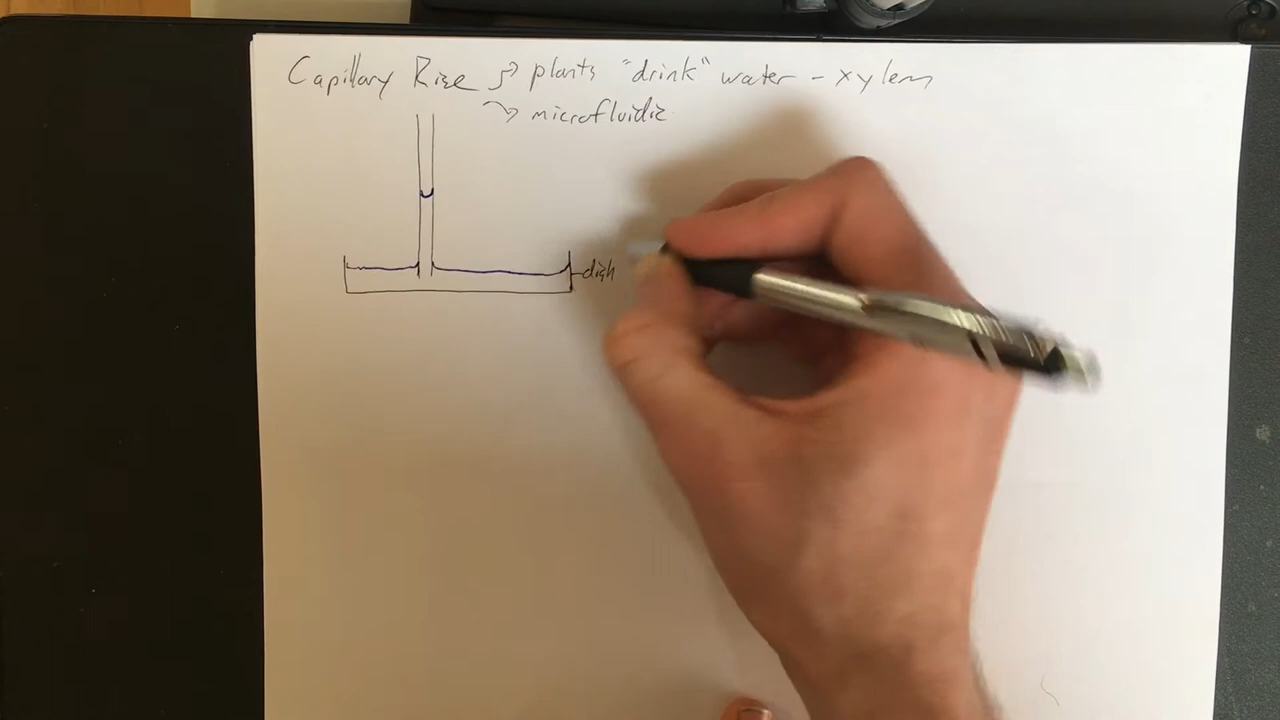 Capillary Rise → plants "drink" water - xylem
→ microfluidic
dish